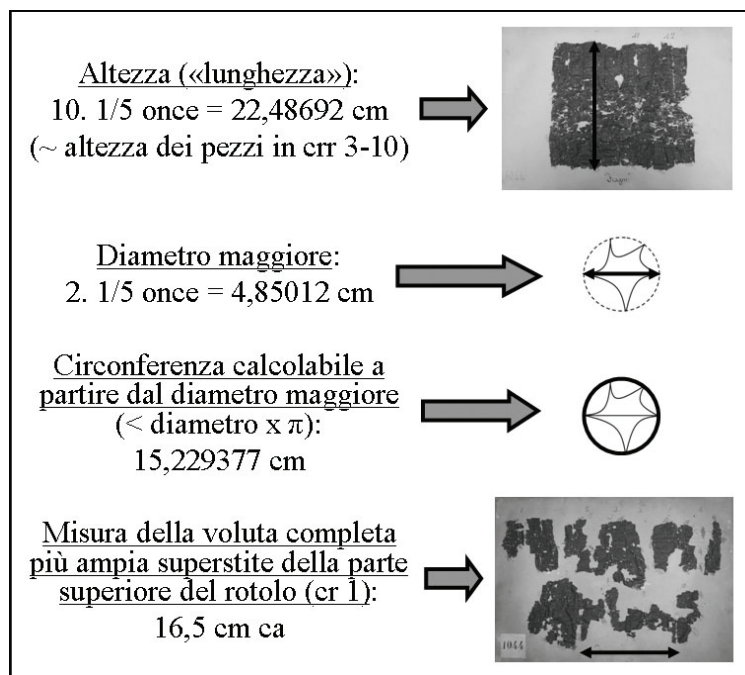 Altezza («lunghezza»):
10. 1/5 once = 22,48692 cm
(~ altezza dei pezzi in crr 3-10)
Diametro maggiore:
2. 1/5 once = 4,85012 cm
Circonferenza calcolabile a
partire dal diametro maggiore
(< diametro x π):
15,229377 cm
Misura della voluta completa
più ampia superstite della parte
superiore del rotolo (cr 1):
16,5 cm ca
1044